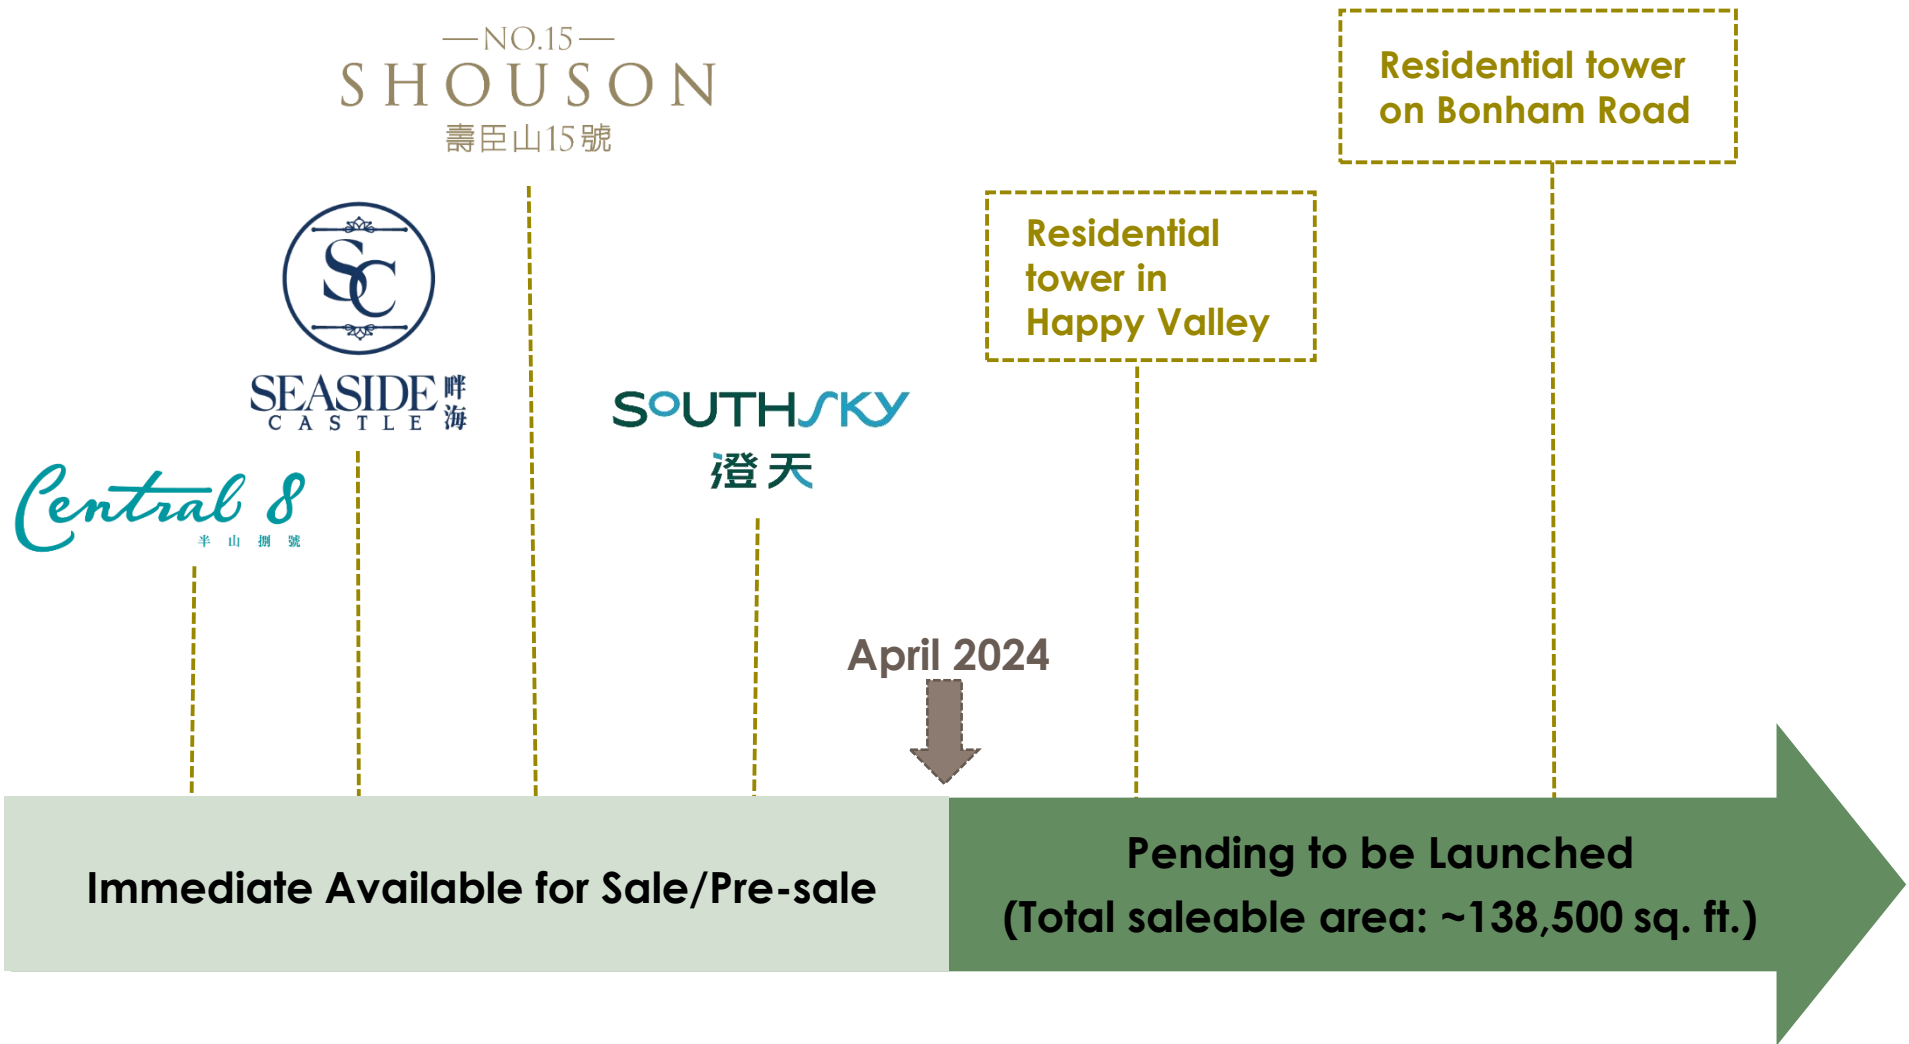 NO.15
SHOUSON
壽臣山15號
Residential tower
on Bonham Road
SC
SEASIDE 畔海
CASTLE
Residential
tower in
Happy Valley
SOUTHSKY
澄天
Central 8
半山捌號
April 2024
Immediate Available for Sale/Pre-sale
Pending to be Launched
(Total saleable area: ~138,500 sq. ft.)